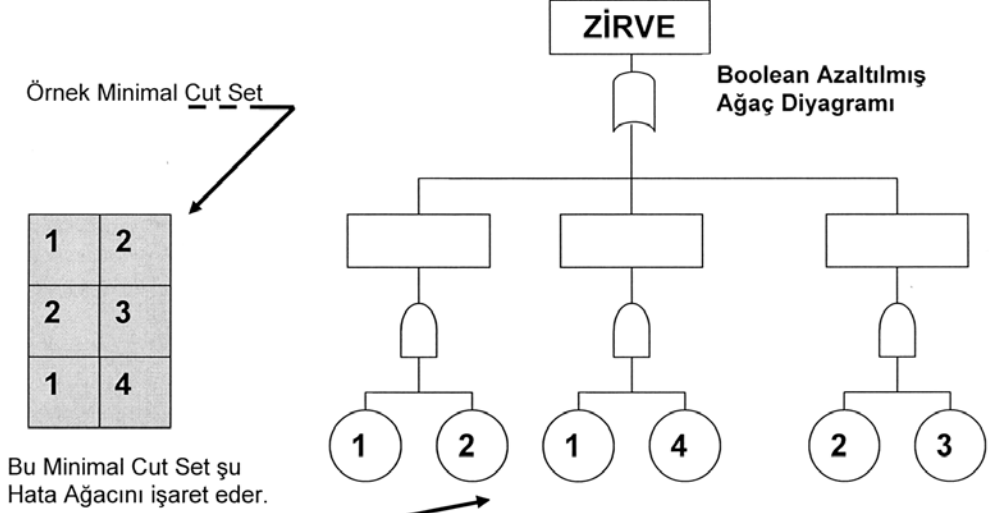 ZİRVE
Boolean Azaltılmış
Ağaç Diyagramı
Örnek Minimal Cut Set
1 2
2 3
1 4
Bu Minimal Cut Set şu
Hata Ağacını işaret eder.
1 2 1 4 2 3